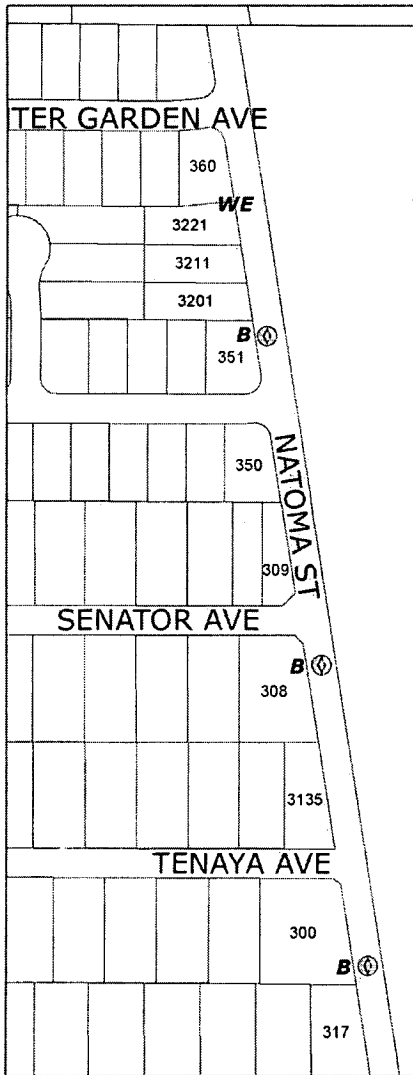 TER GARDEN AVE
360
WE
3221
3211
3201
B
351
350
NATOMA ST
309
SENATOR AVE
B
308
3135
TENAYA AVE
300
B
317